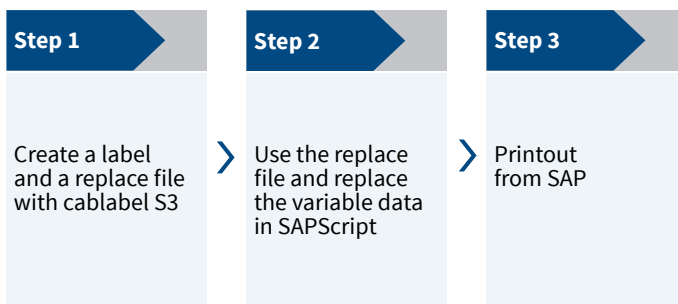 Step 1
Create a label
and a replace file
with cablabel S3
Step 2
Use the replace
file and replace
the variable data
in SAPScript
Step 3
Printout
from SAP